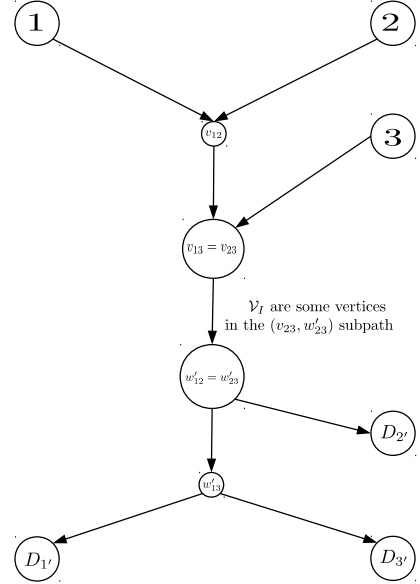 1
2
v₁₂
3
v₁₃ = v₂₃
𝒱_I are some vertices
in the (v₂₃, w′₂₃) subpath
w′₁₂ = w′₂₃
D₂′
w′₁₃
D₁′
D₃′